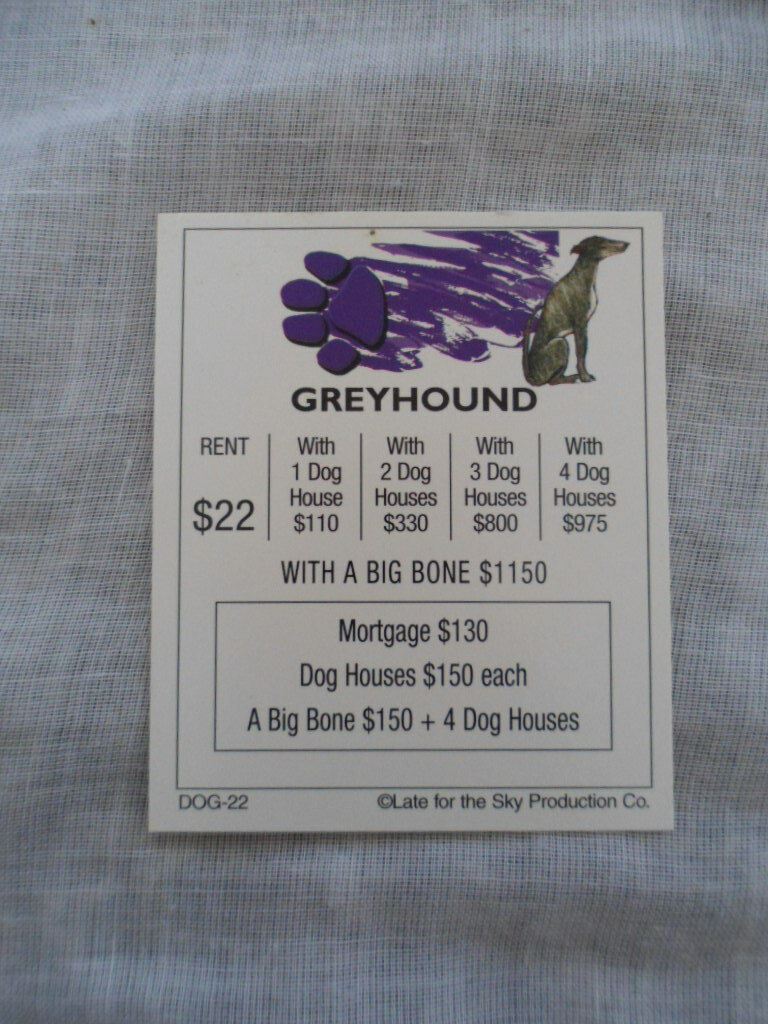 GREYHOUND
RENT
$22
With
1 Dog
House
$110
With
2 Dog
Houses
$330
With
3 Dog
Houses
$800
With
4 Dog
Houses
$975
WITH A BIG BONE $1150
Mortgage $130
Dog Houses $150 each
A Big Bone $150 + 4 Dog Houses
DOG-22
©Late for the Sky Production Co.